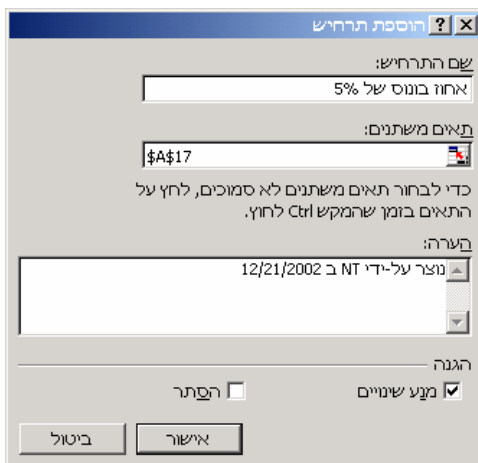 הוספת תרחיש
שם התרחיש:
אחוז בונוס של 5%
תאים משתנים:
$A$17
כדי לבחור תאים משתנים לא סמוכים, לחץ על
התאים בזמן שהמקש Ctrl לחוץ.
הערה:
נוצר על-ידי NT ב 12/21/2002
הגנה
מנע שינויים
הסתר
אישור
ביטול